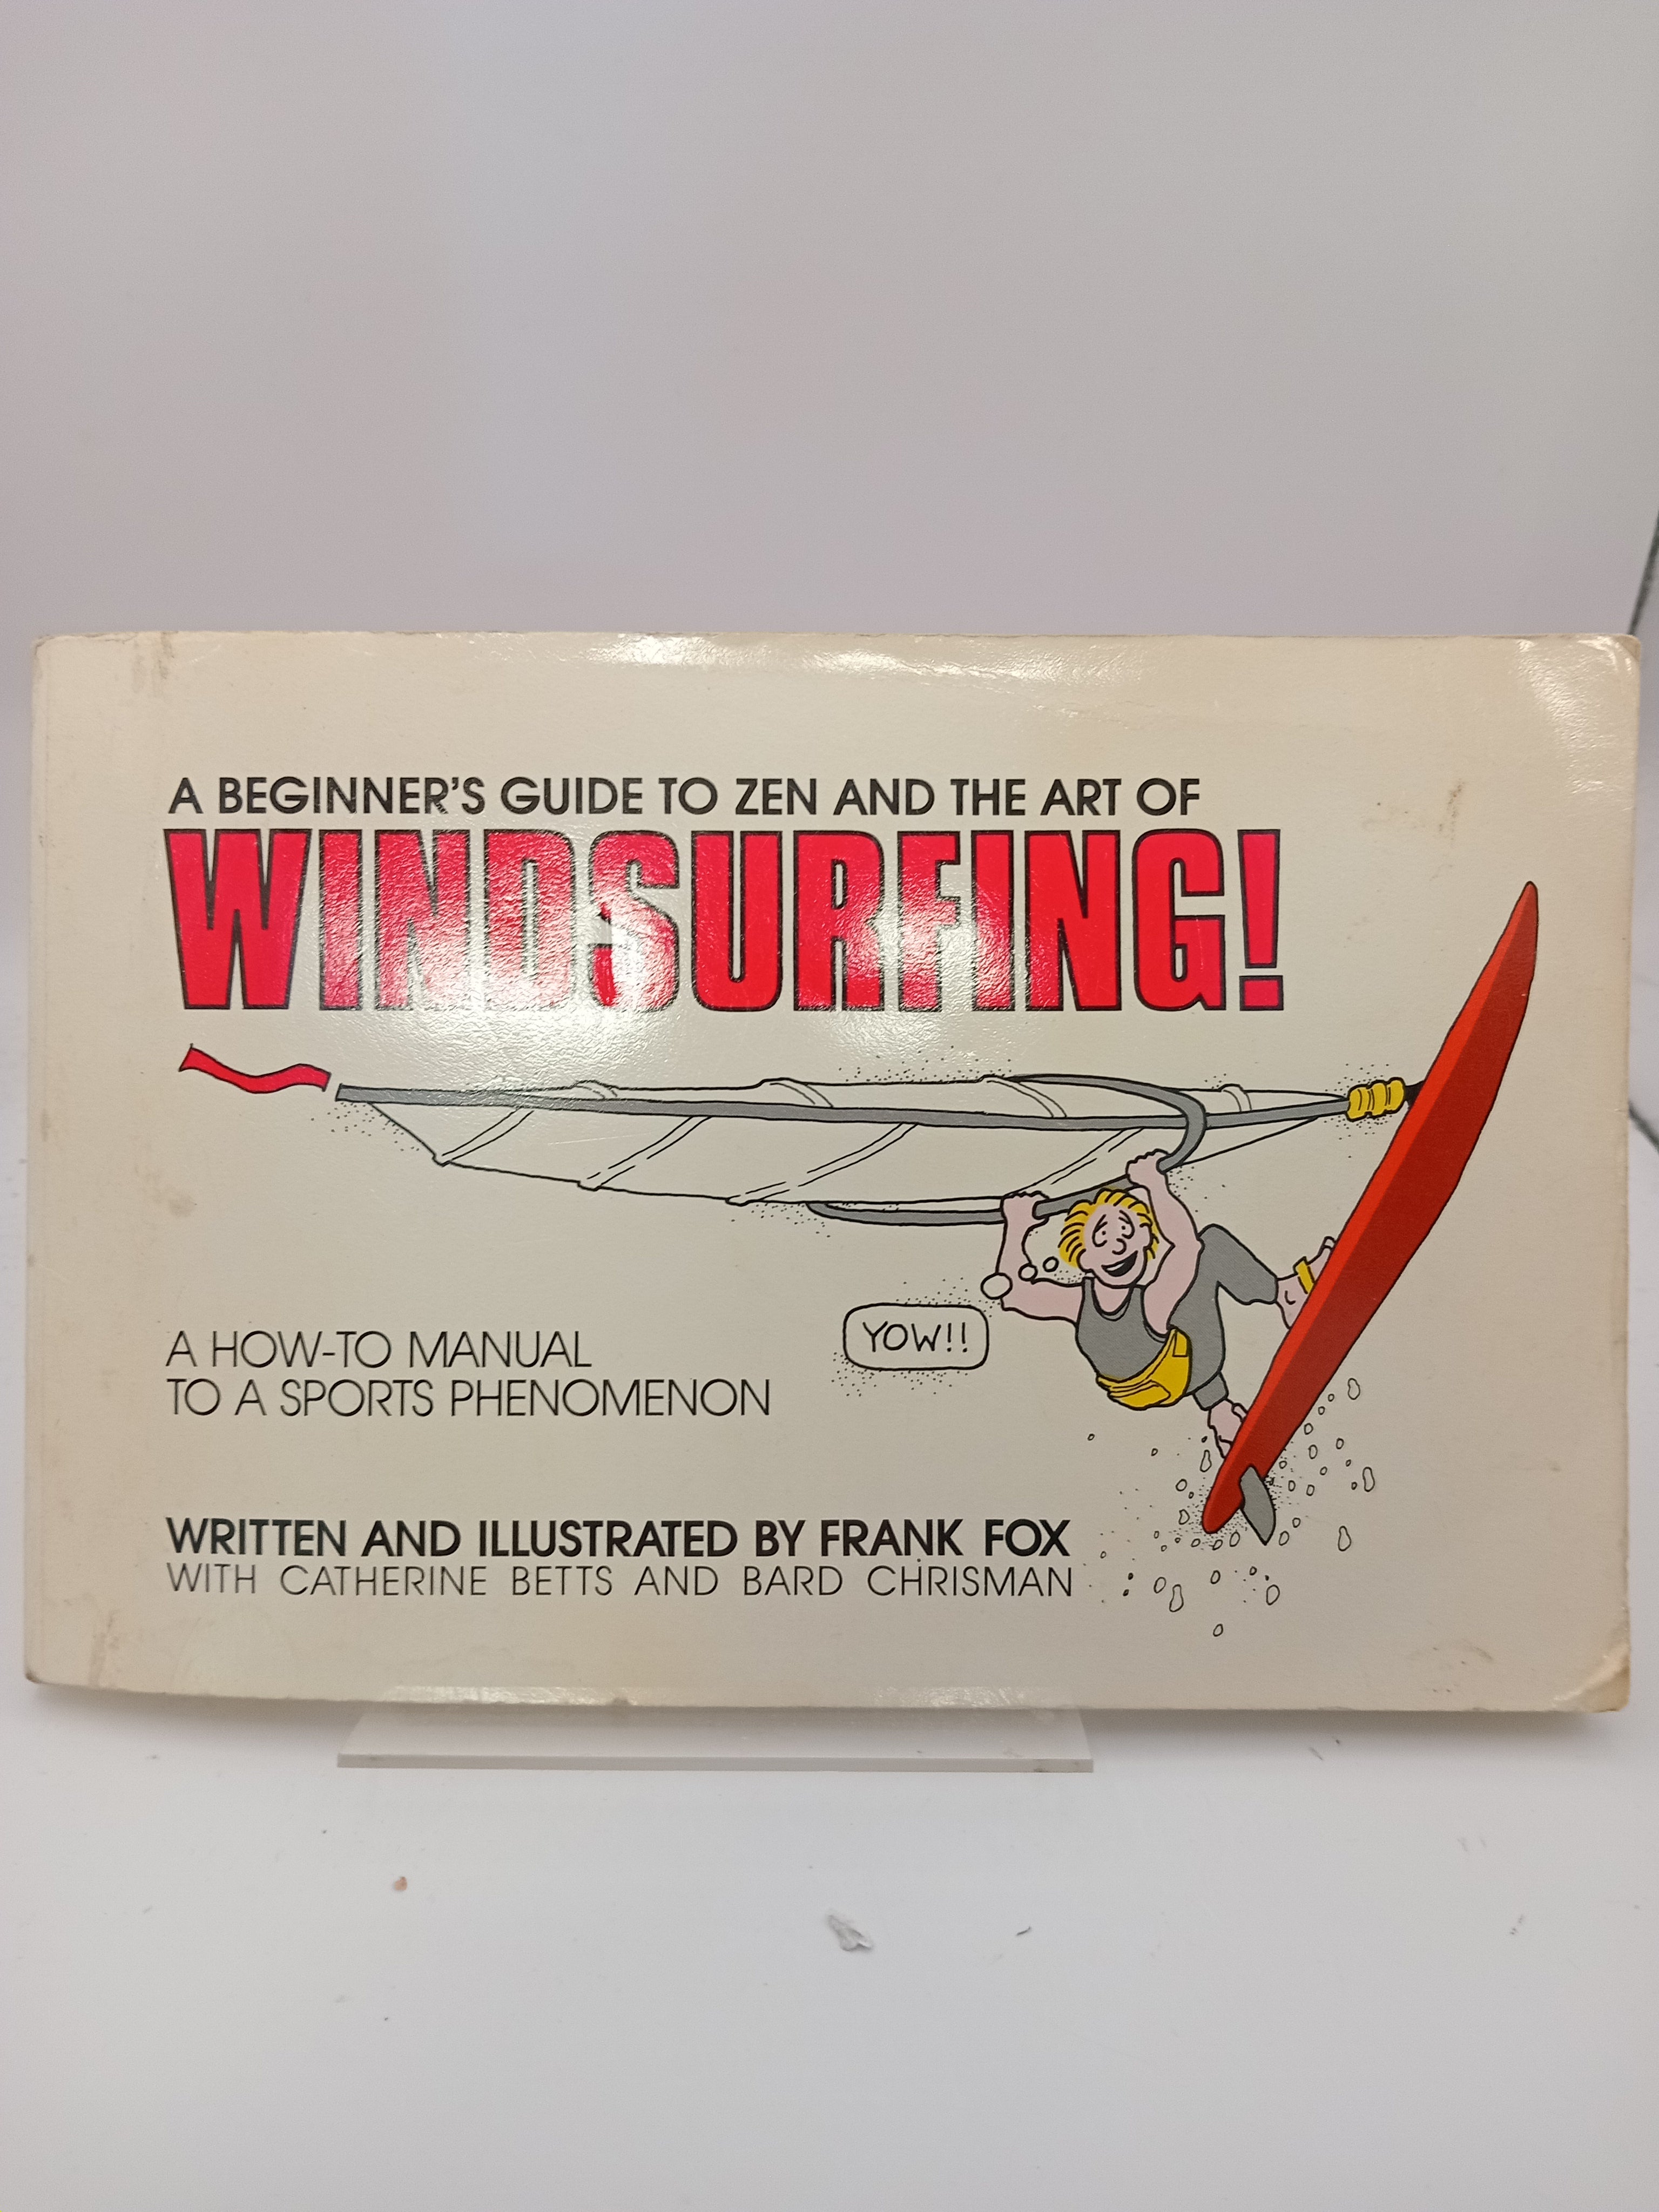 A BEGINNER'S GUIDE TO ZEN AND THE ART OF
WINDSURFING!
YOW!!
A HOW-TO MANUAL
TO A SPORTS PHENOMENON
WRITTEN AND ILLUSTRATED BY FRANK FOX
WITH CATHERINE BETTS AND BARD CHRISMAN